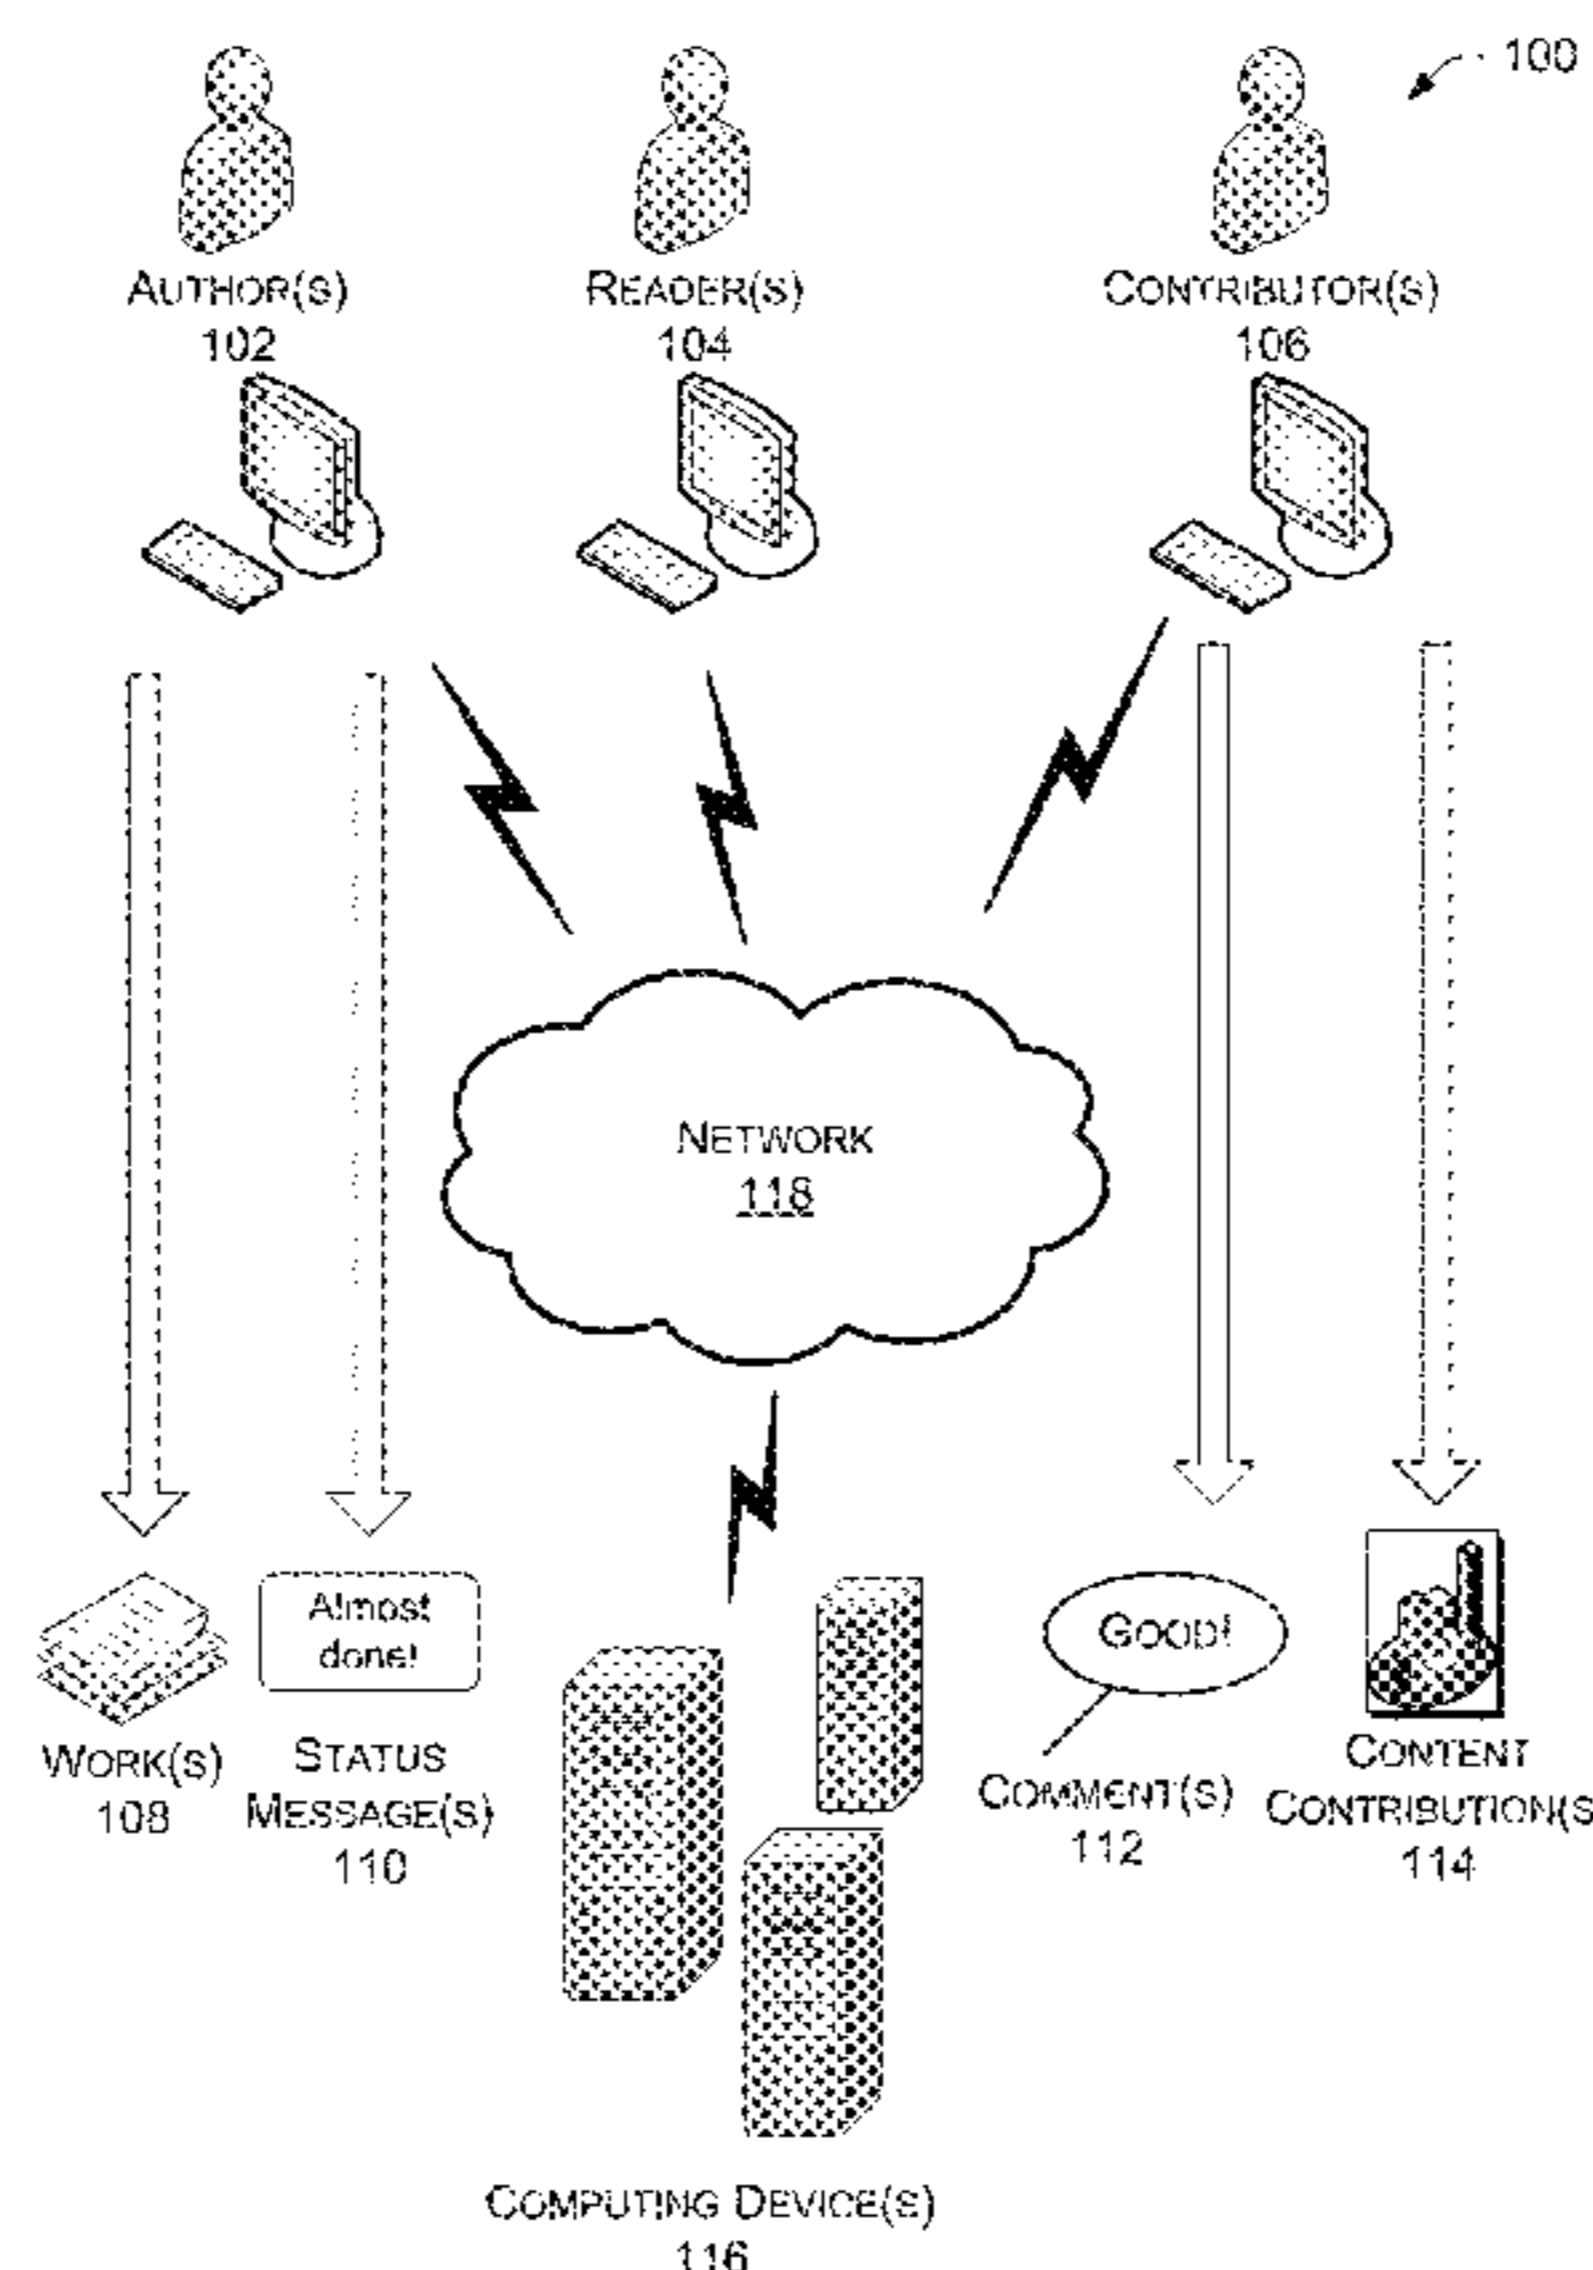 100
AUTHOR(S)
102
READER(S)
104
CONTRIBUTOR(S)
106
NETWORK
118
Almost
done!
GOOD!
WORK(S)
108
STATUS
MESSAGE(S)
110
COMMENT(S)
112
CONTENT
CONTRIBUTION(S
114
COMPUTING DEVICE(S)
116